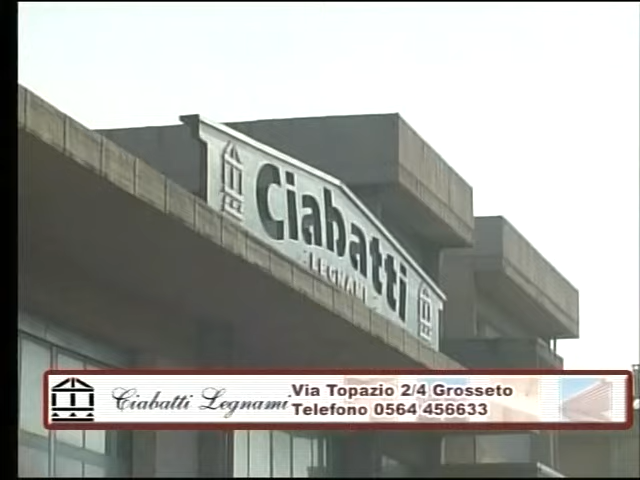 Ciabatti
LEGNAMI
Ciabatti Legnami
Via Topazio 2/4 Grosseto
Telefono 0564 456633